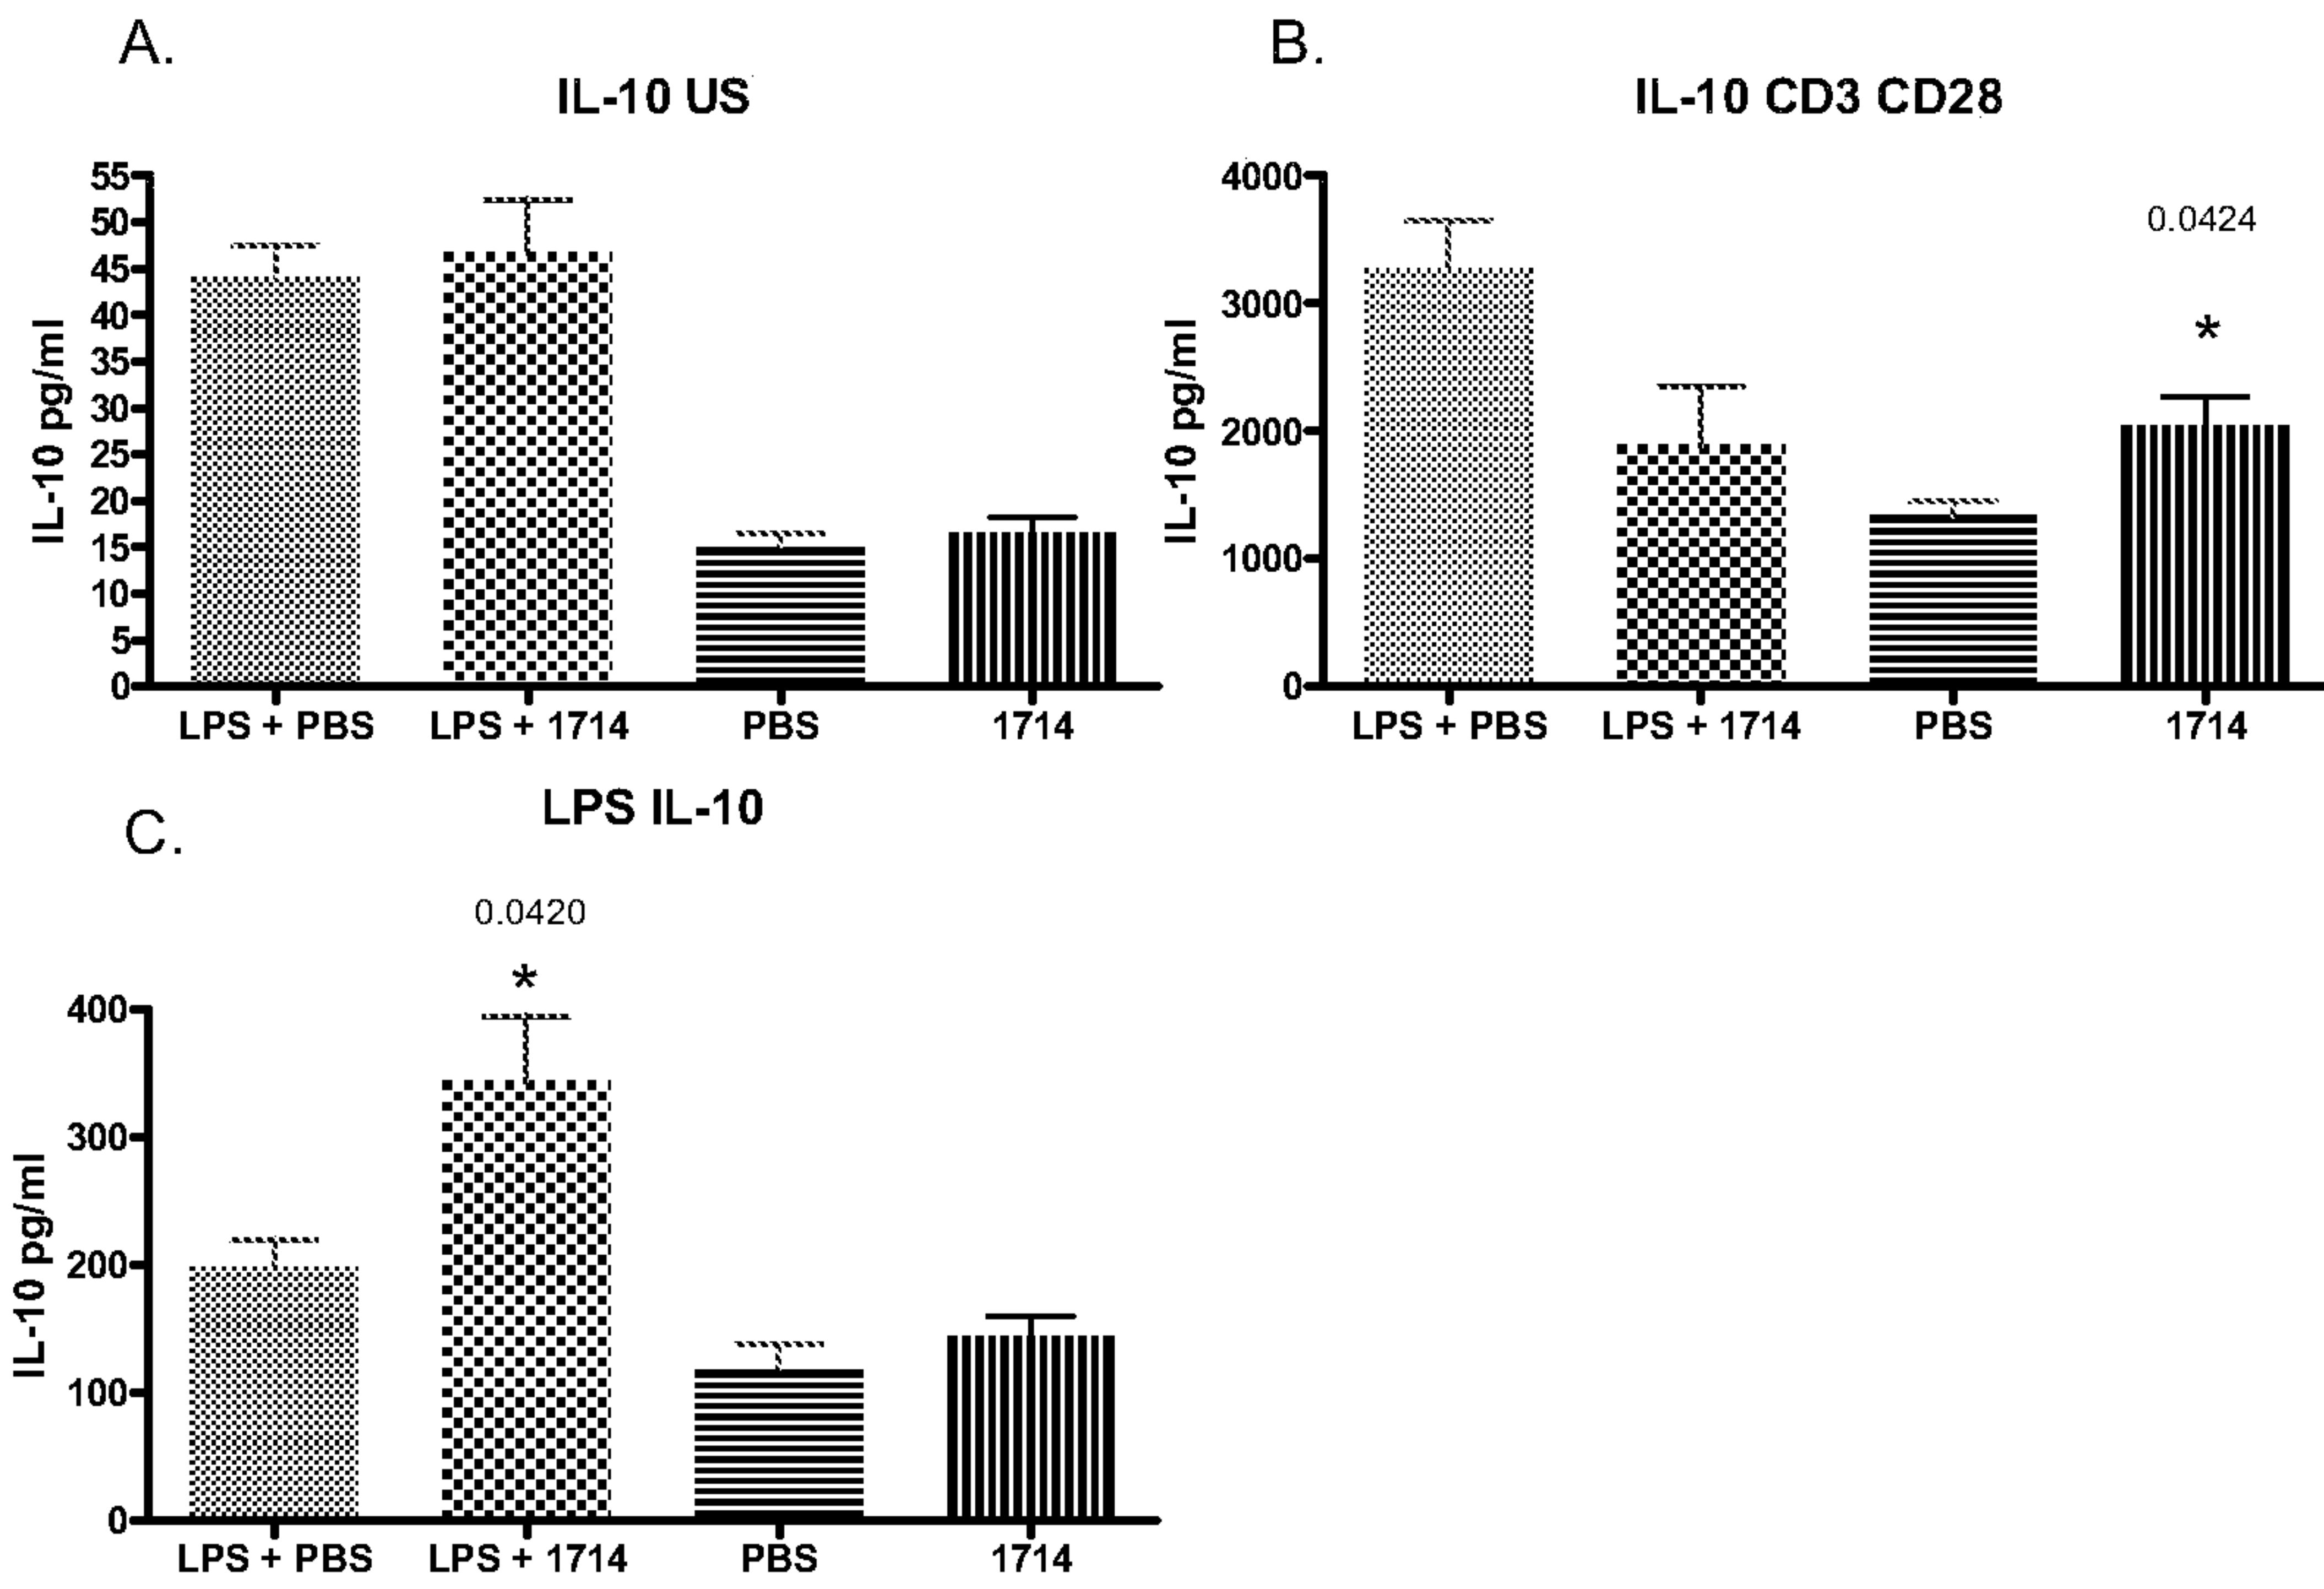 A.
IL-10 US
IL-10 pg/ml
55
50
45
40
35
30
25
20
15
10
5
0
LPS + PBS
LPS + 1714
PBS
1714
B.
IL-10 CD3 CD28
IL-10 pg/ml
4000
3000
2000
1000
0
0.0424
*
LPS + PBS
LPS + 1714
PBS
1714
C.
LPS IL-10
IL-10 pg/ml
0.0420
*
400
300
200
100
0
LPS + PBS
LPS + 1714
PBS
1714